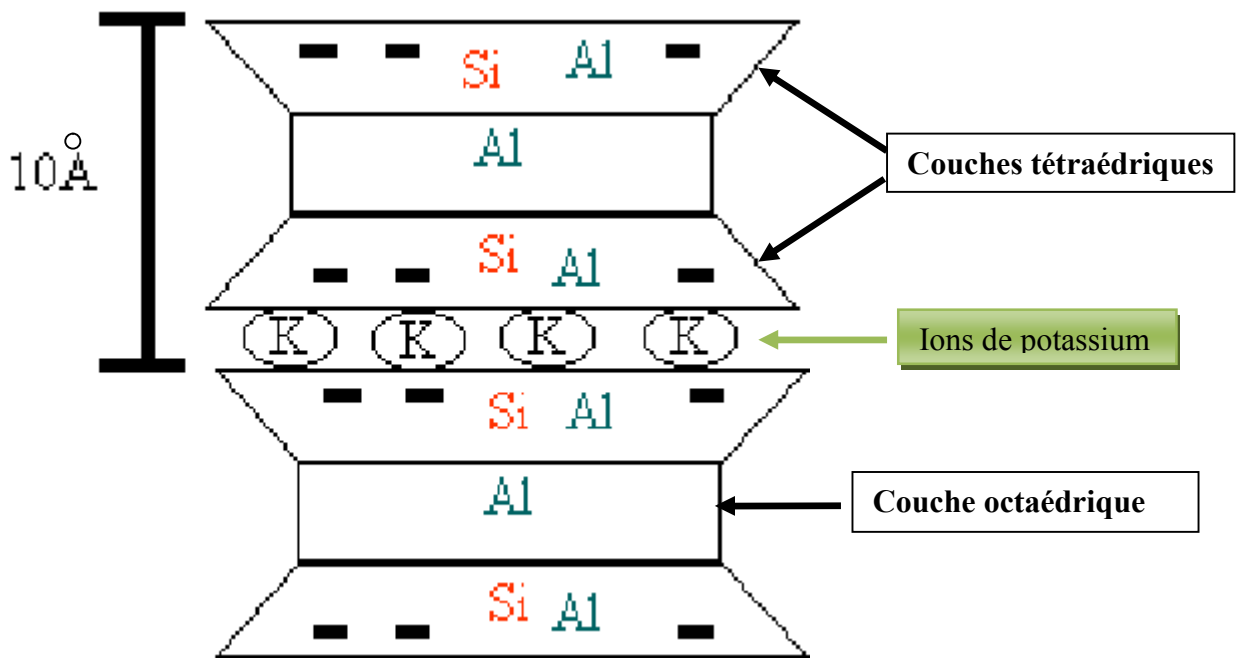 Si Al
Al
10Å
Couches tétraédriques
Si Al
K K K K
Ions de potassium
Si Al
Al
Couche octaédrique
Si Al